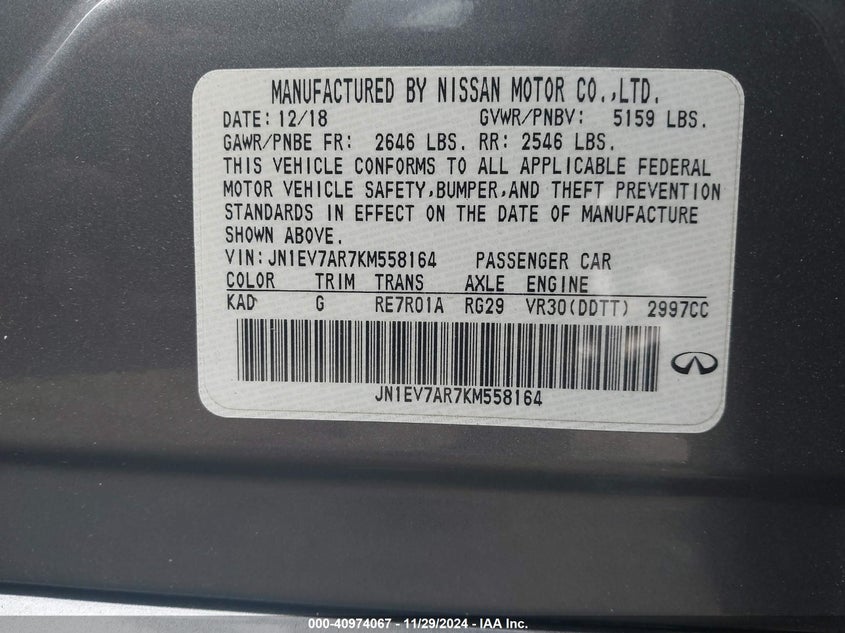 MANUFACTURED BY NISSAN MOTOR CO.,LTD.
DATE: 12/18 GVWR/PNBV: 5159 LBS.
GAWR/PNBE FR: 2646 LBS. RR: 2546 LBS.
THIS VEHICLE CONFORMS TO ALL APPLICABLE FEDERAL
MOTOR VEHICLE SAFETY,BUMPER,AND THEFT PREVENTION
STANDARDS IN EFFECT ON THE DATE OF MANUFACTURE
SHOWN ABOVE.
VIN:JN1EV7AR7KM558164 PASSENGER CAR
COLOR TRIM TRANS AXLE ENGINE
KAD G RE7R01A RG29 VR30(DDTT) 2997CC
JN1EV7AR7KM558164
000-40974067 - 11/29/2024 - IAA Inc.